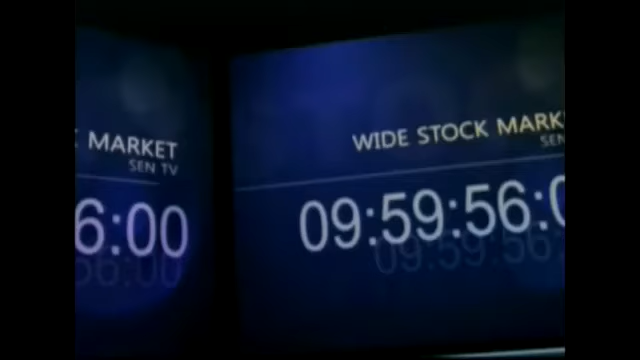 MARKET
SEN TV
6:00
WIDE STOCK MARK
SEN
09:59:56:0